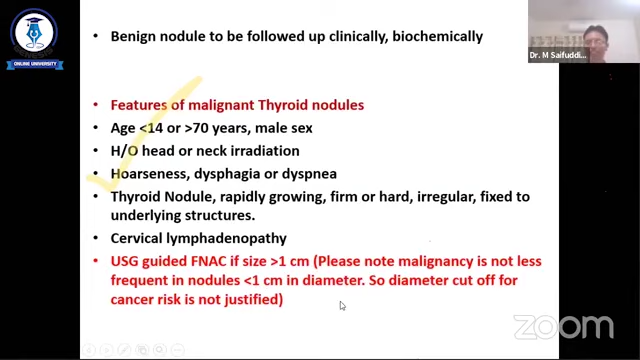 ONLINE UNIVERSITY
Benign nodule to be followed up clinically, biochemically
Dr. M Saifuddi...
Features of malignant Thyroid nodules
Age <14 or >70 years, male sex
H/O head or neck irradiation
Hoarseness, dysphagia or dyspnea
Thyroid Nodule, rapidly growing, firm or hard, irregular, fixed to
underlying structures.
Cervical lymphadenopathy
USG guided FNAC if size >1 cm (Please note malignancy is not less
frequent in nodules <1 cm in diameter. So diameter cut off for
cancer risk is not justified)
zoom